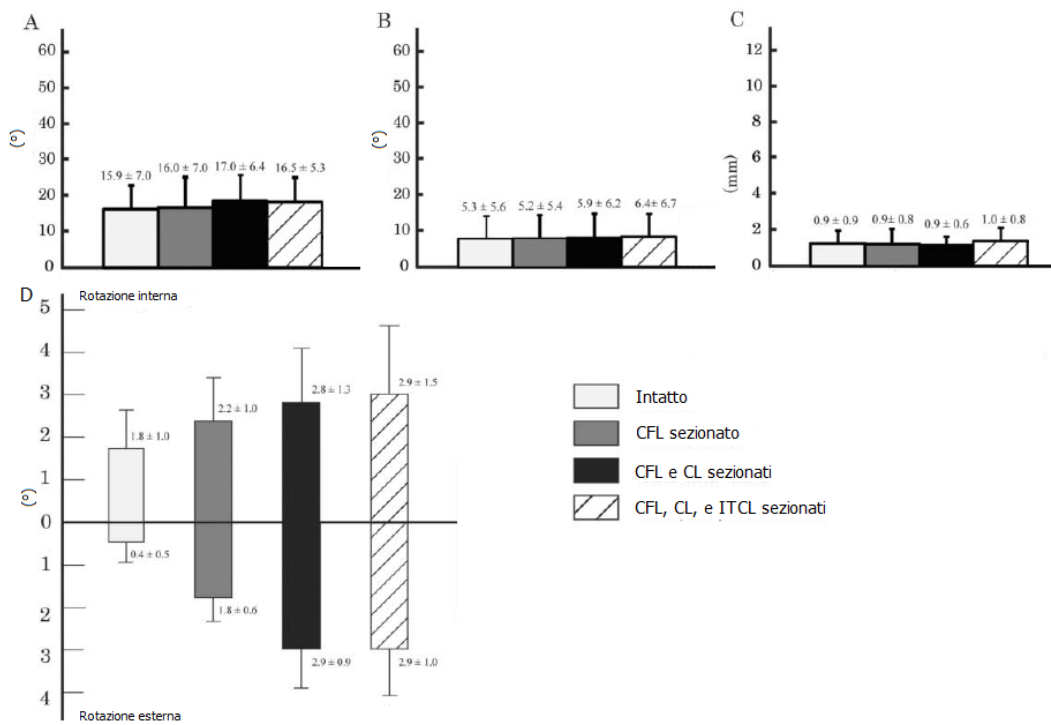 A
60
50
40
30
20
10
0
(°)
15.9 ± 7.0
16.0 ± 7.0
17.0 ± 6.4
16.5 ± 5.3
B
60
50
40
30
20
10
0
(°)
5.3 ± 5.6
5.2 ± 5.4
5.9 ± 6.2
6.4 ± 6.7
C
12
10
8
6
4
2
0
(mm)
0.9 ± 0.9
0.9 ± 0.8
0.9 ± 0.6
1.0 ± 0.8
D
Rotazione interna
5
4
3
2
1
0
1
2
3
4
(°)
1.8 ± 1.0
2.2 ± 1.0
2.8 ± 1.3
2.9 ± 1.5
0.4 ± 0.5
1.8 ± 0.6
2.9 ± 0.9
2.9 ± 1.0
Rotazione esterna
Intatto
CFL sezionato
CFL e CL sezionati
CFL, CL, e ITCL sezionati